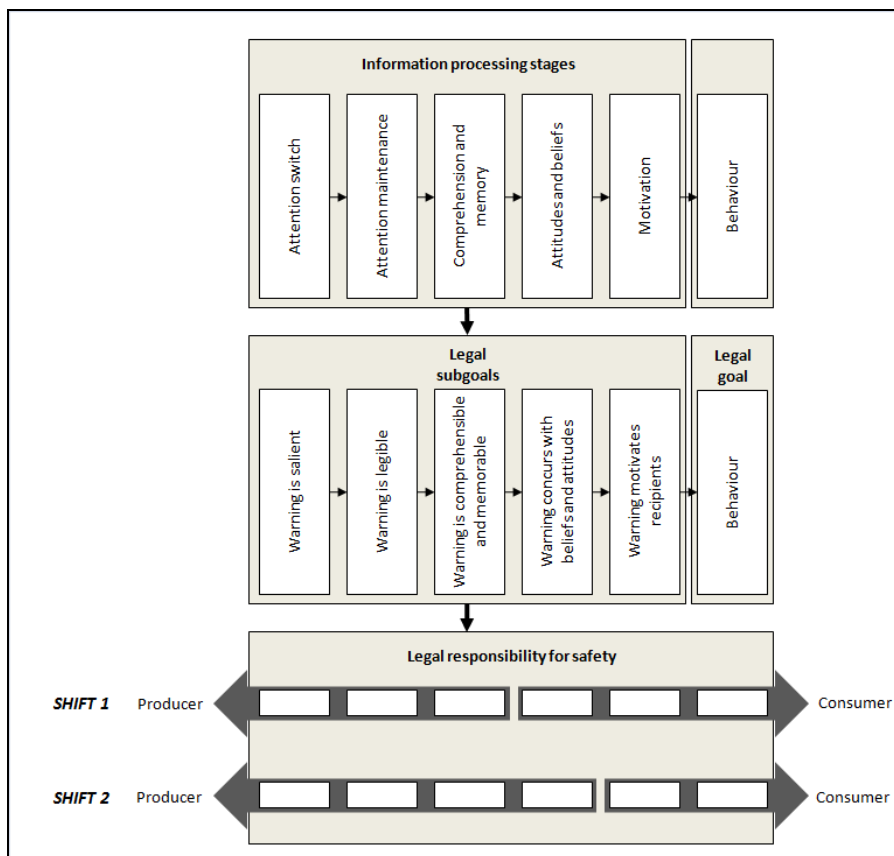 Information processing stages
Attention switch
Attention maintenance
Comprehension and
memory
Attitudes and beliefs
Motivation
Behaviour
Legal
subgoals
Legal
goal
Warning is salient
Warning is legible
Warning is comprehensible
and memorable
Warning concurs with
beliefs and attitudes
Warning motivates
recipients
Behaviour
Legal responsibility for safety
SHIFT 1 Producer Consumer
SHIFT 2 Producer Consumer